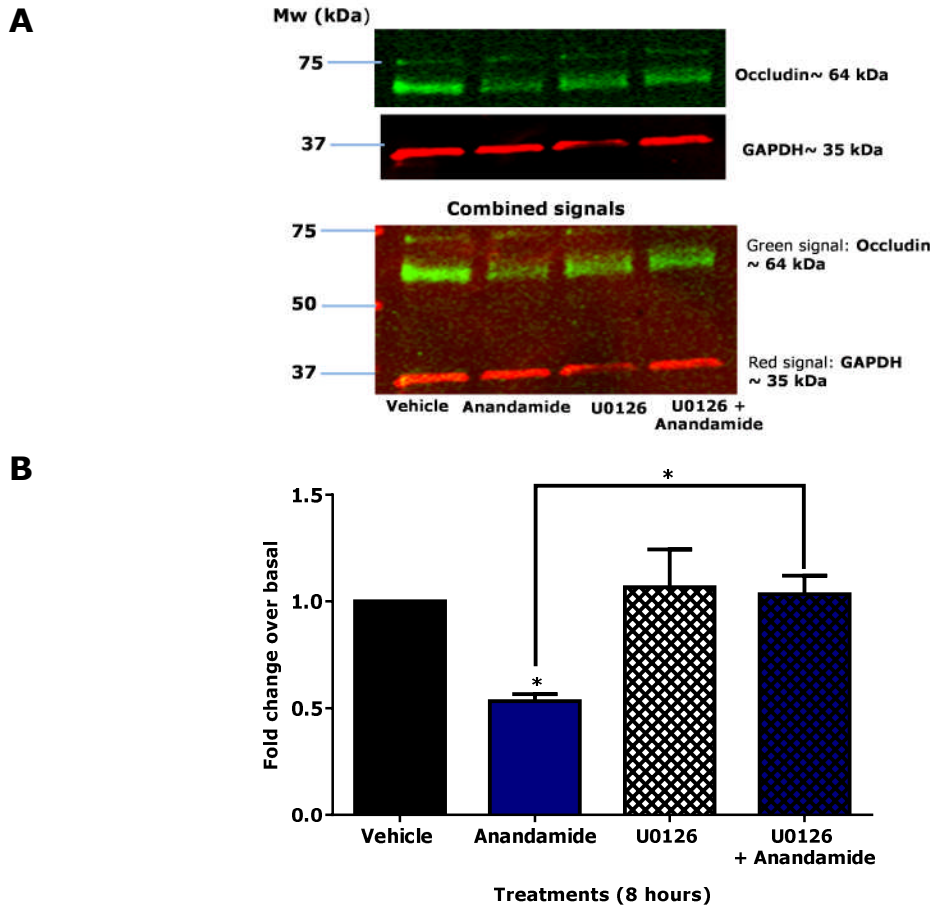 A
Mw (kDa)
75
Occludin~ 64 kDa
37
GAPDH~ 35 kDa
Combined signals
75
Green signal: Occludin
~ 64 kDa
50
37
Red signal: GAPDH
~ 35 kDa
Vehicle Anandamide U0126 U0126 +
Anandamide
B
*
1.5
1.0
0.5
0.0
Fold change over basal
*
Vehicle Anandamide U0126 U0126
+ Anandamide
Treatments (8 hours)